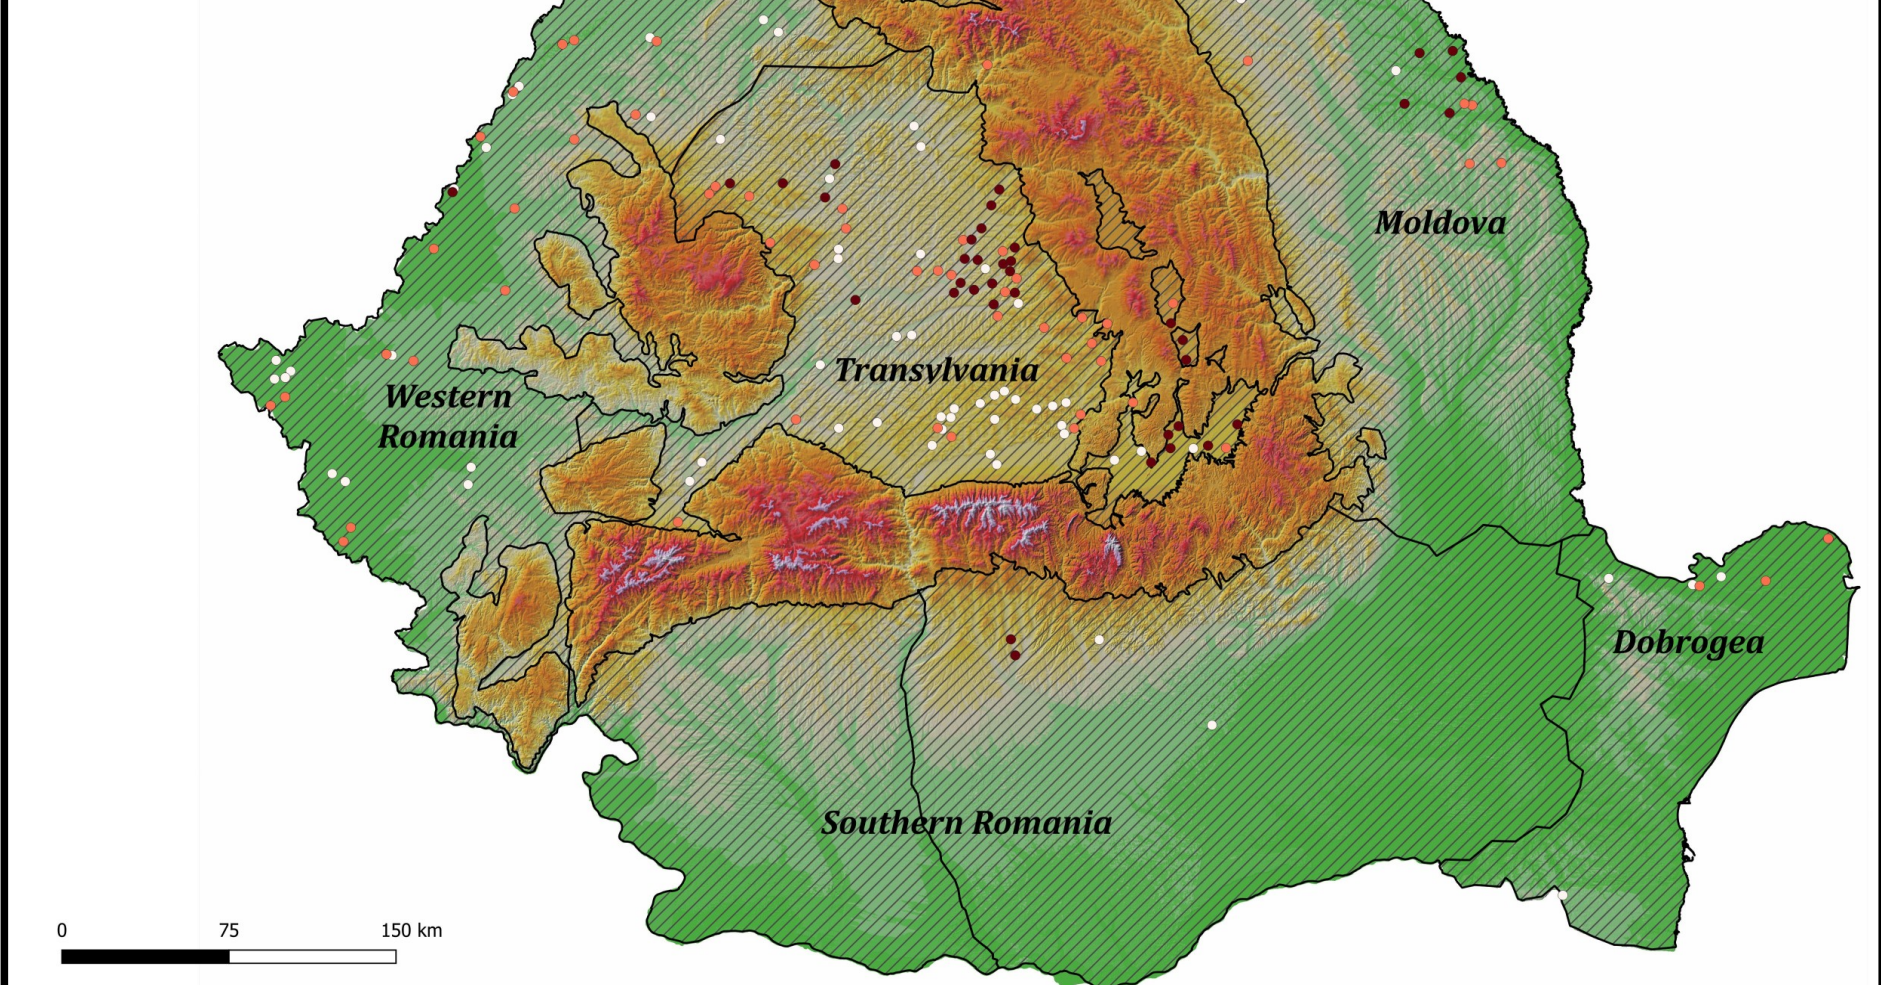 Moldova
Transylvania
Western
Romania
Dobrogea
Southern Romania
0 75 150 km